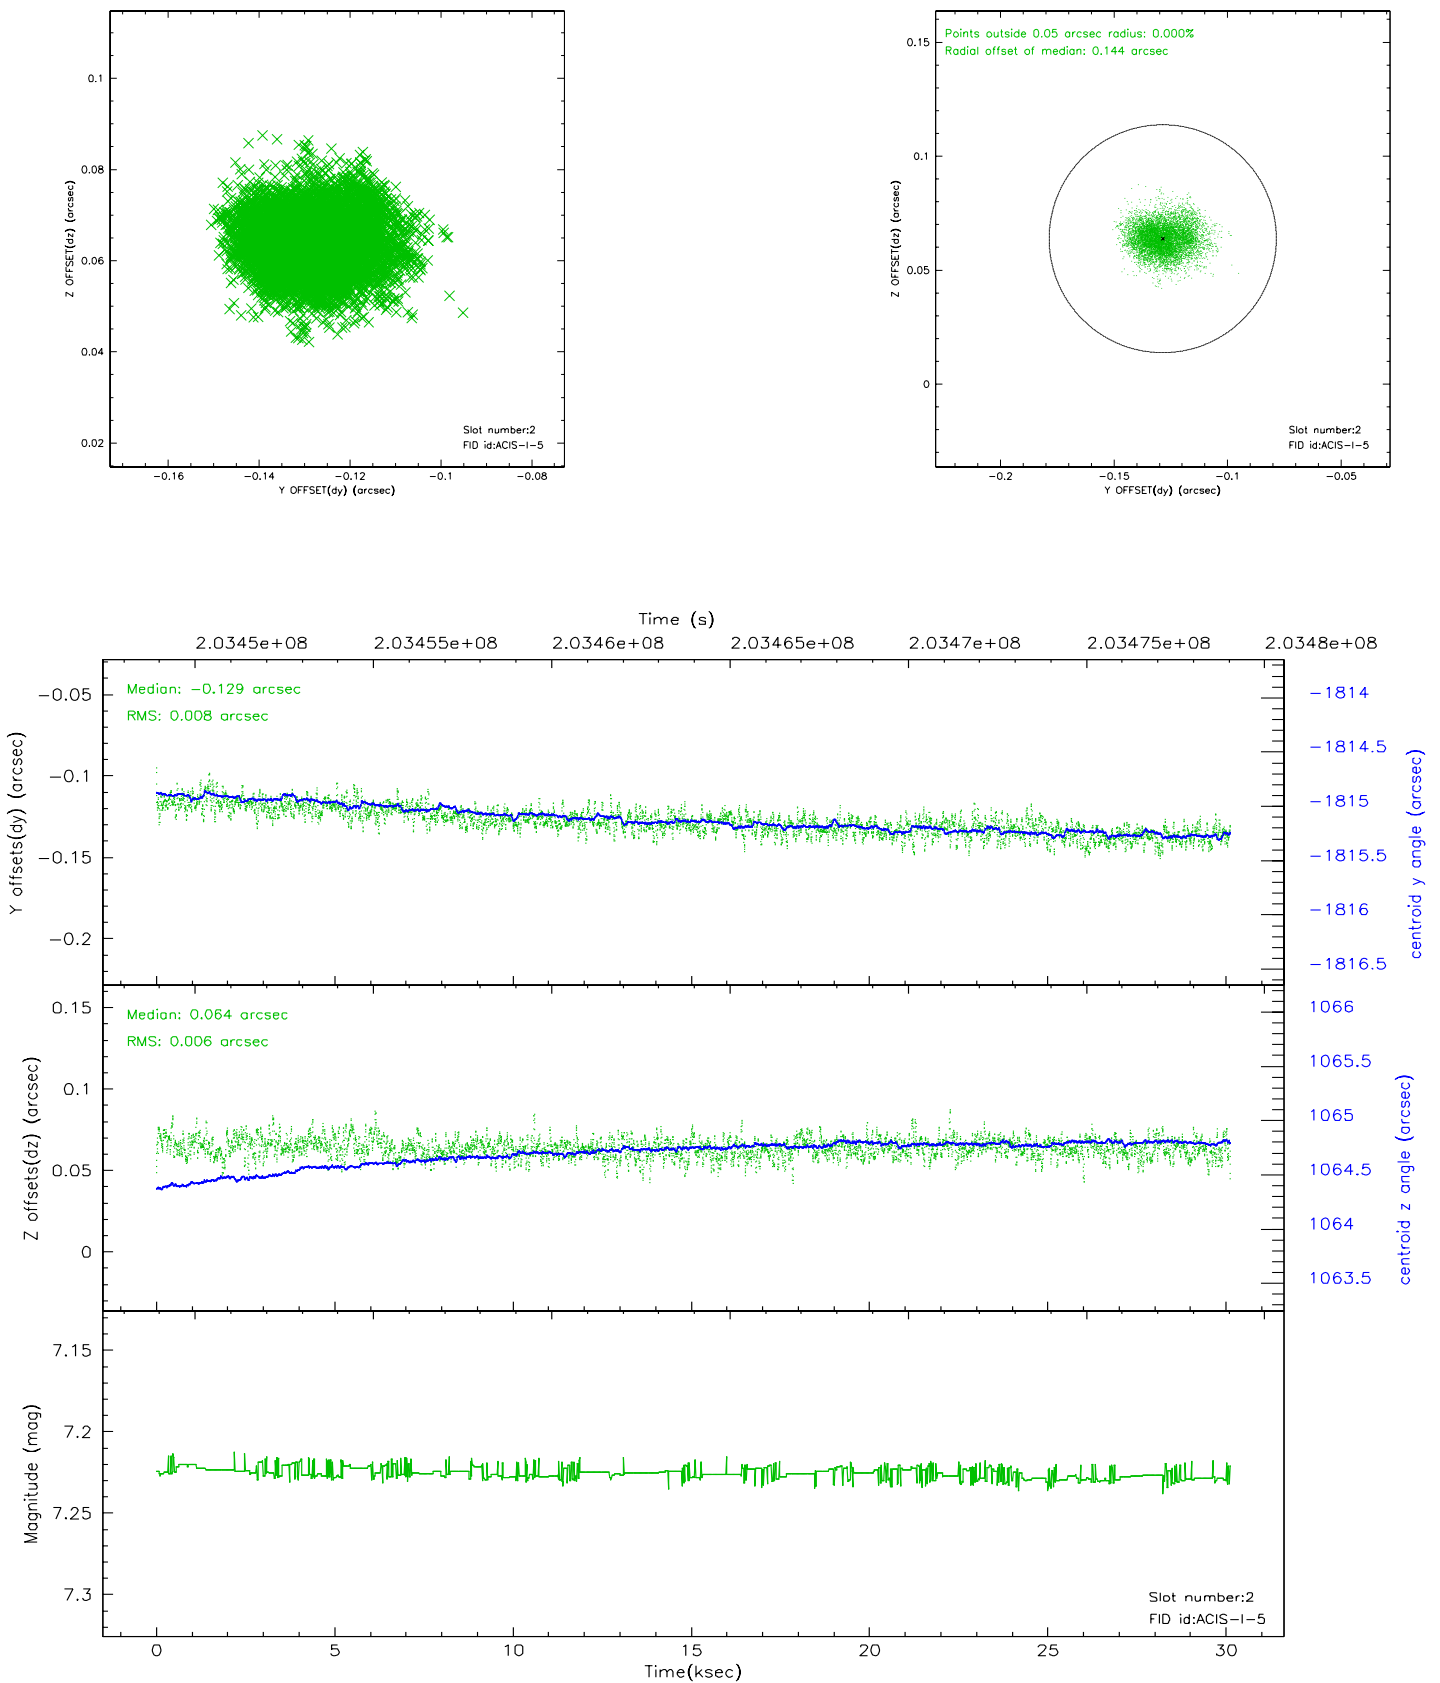 0.1
0.08
0.06
0.04
0.02
Z OFFSET(dz) (arcsec)
Slot number:2
FID id:ACIS-I-5
-0.16 -0.14 -0.12 -0.1 -0.08
Y OFFSET(dy) (arcsec)
Points outside 0.05 arcsec radius: 0.000%
Radial offset of median: 0.144 arcsec
0.15
0.1
0.05
0
Z OFFSET(dz) (arcsec)
Slot number:2
FID id:ACIS-I-5
-0.2 -0.15 -0.1 -0.05
Y OFFSET(dy) (arcsec)
Time (s)
2.0345e+08 2.03455e+08 2.0346e+08 2.03465e+08 2.0347e+08 2.03475e+08 2.0348e+08
Median: -0.129 arcsec
RMS: 0.008 arcsec
-0.05
-0.1
-0.15
-0.2
Y offsets(dy) (arcsec)
-1814
-1814.5
-1815
-1815.5
-1816
-1816.5
centroid y angle (arcsec)
Median: 0.064 arcsec
RMS: 0.006 arcsec
0.15
0.1
0.05
0
Z offsets(dz) (arcsec)
1066
1065.5
1065
1064.5
1064
1063.5
centroid z angle (arcsec)
7.15
7.2
7.25
7.3
Magnitude (mag)
Slot number:2
FID id:ACIS-I-5
0 5 10 15 20 25 30
Time(ksec)